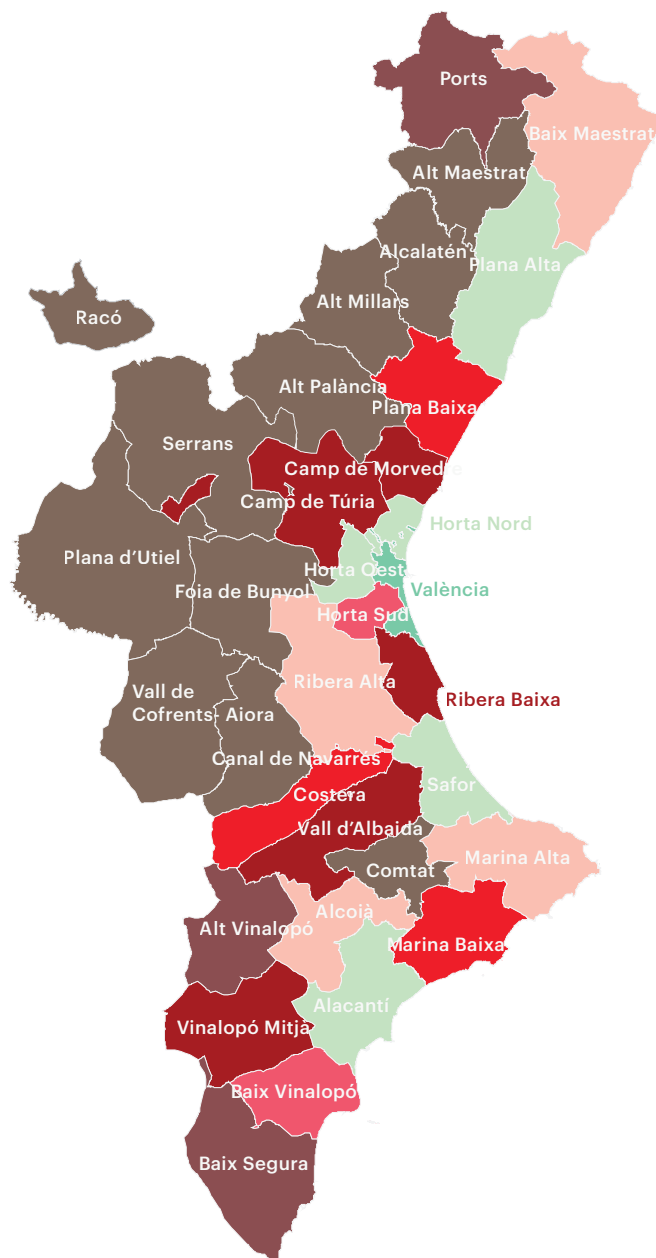 Ports
Baix Maestrat
Alt Maestrat
Alcalatén
Plana Alta
Alt Millars
Racó
Alt Palància
Plana Baixa
Serrans
Camp de Morvedre
Camp de Túria
Horta Nord
Plana d'Utiel
Horta Oest
Foia de Bunyol
València
Horta Sud
Ribera Alta
Vall de
Cofrents-Aiora
Ribera Baixa
Canal de Navarrés
Safor
Costera
Vall d'Albaida
Marina Alta
Comtat
Alcoià
Alt Vinalopó
Marina Baixa
Alacantí
Vinalopó Mitjà
Baix Vinalopó
Baix Segura